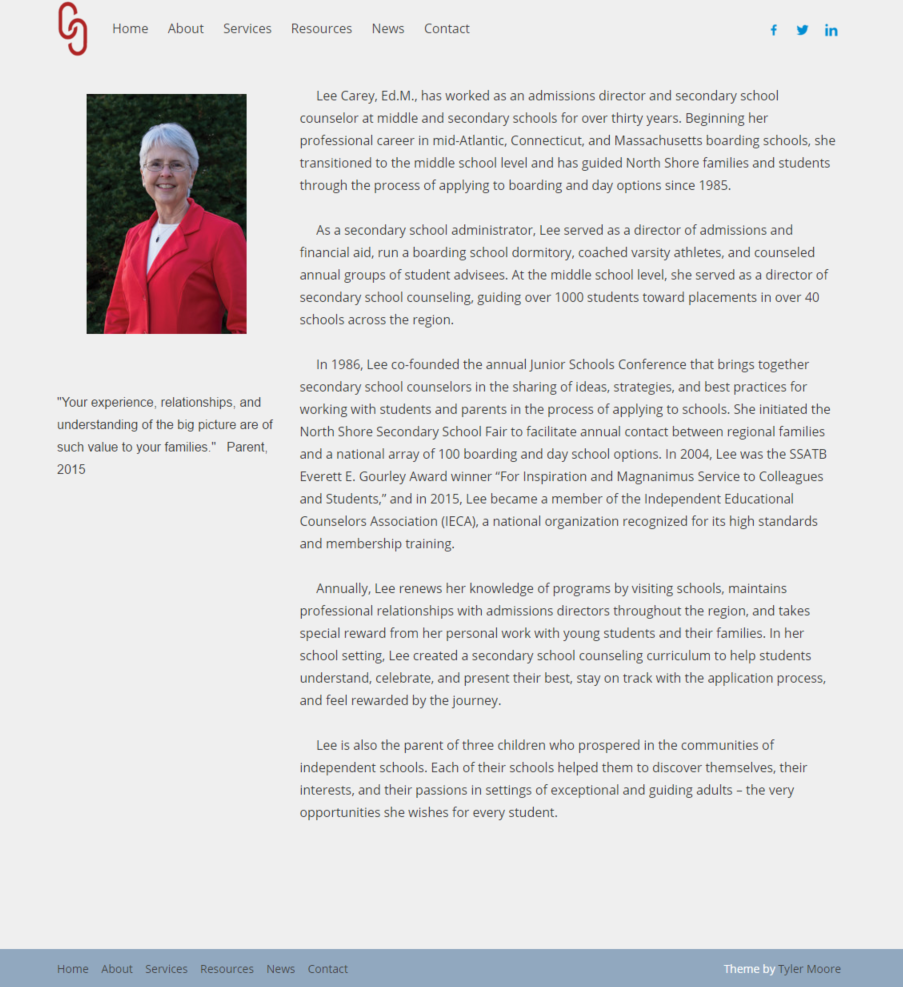 Home About Services Resources News Contact
Lee Carey, Ed.M., has worked as an admissions director and secondary school
counselor at middle and secondary schools for over thirty years. Beginning her
professional career in mid-Atlantic, Connecticut, and Massachusetts boarding schools, she
transitioned to the middle school level and has guided North Shore families and students
through the process of applying to boarding and day options since 1985.
As a secondary school administrator, Lee served as a director of admissions and
financial aid, run a boarding school dormitory, coached varsity athletes, and counseled
annual groups of student advisees. At the middle school level, she served as a director of
secondary school counseling, guiding over 1000 students toward placements in over 40
schools across the region.
In 1986, Lee co-founded the annual Junior Schools Conference that brings together
secondary school counselors in the sharing of ideas, strategies, and best practices for
working with students and parents in the process of applying to schools. She initiated the
North Shore Secondary School Fair to facilitate annual contact between regional families
and a national array of 100 boarding and day school options. In 2004, Lee was the SSATB
Everett E. Gourley Award winner “For Inspiration and Magnanimus Service to Colleagues
and Students,” and in 2015, Lee became a member of the Independent Educational
Counselors Association (IECA), a national organization recognized for its high standards
and membership training.
Annually, Lee renews her knowledge of programs by visiting schools, maintains
professional relationships with admissions directors throughout the region, and takes
special reward from her personal work with young students and their families. In her
school setting, Lee created a secondary school counseling curriculum to help students
understand, celebrate, and present their best, stay on track with the application process,
and feel rewarded by the journey.
Lee is also the parent of three children who prospered in the communities of
independent schools. Each of their schools helped them to discover themselves, their
interests, and their passions in settings of exceptional and guiding adults – the very
opportunities she wishes for every student.
"Your experience, relationships, and
understanding of the big picture are of
such value to your families." Parent,
2015
Home About Services Resources News Contact
Theme by Tyler Moore